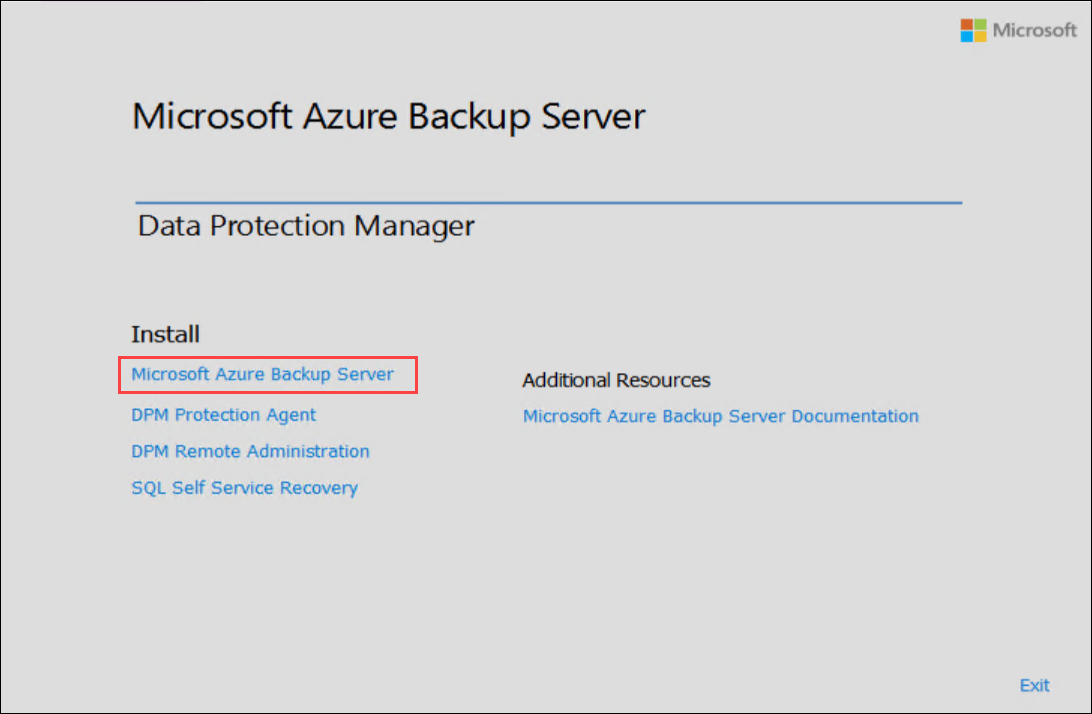 Microsoft
Microsoft Azure Backup Server
Data Protection Manager
Install
Microsoft Azure Backup Server
DPM Protection Agent
DPM Remote Administration
SQL Self Service Recovery
Additional Resources
Microsoft Azure Backup Server Documentation
Exit